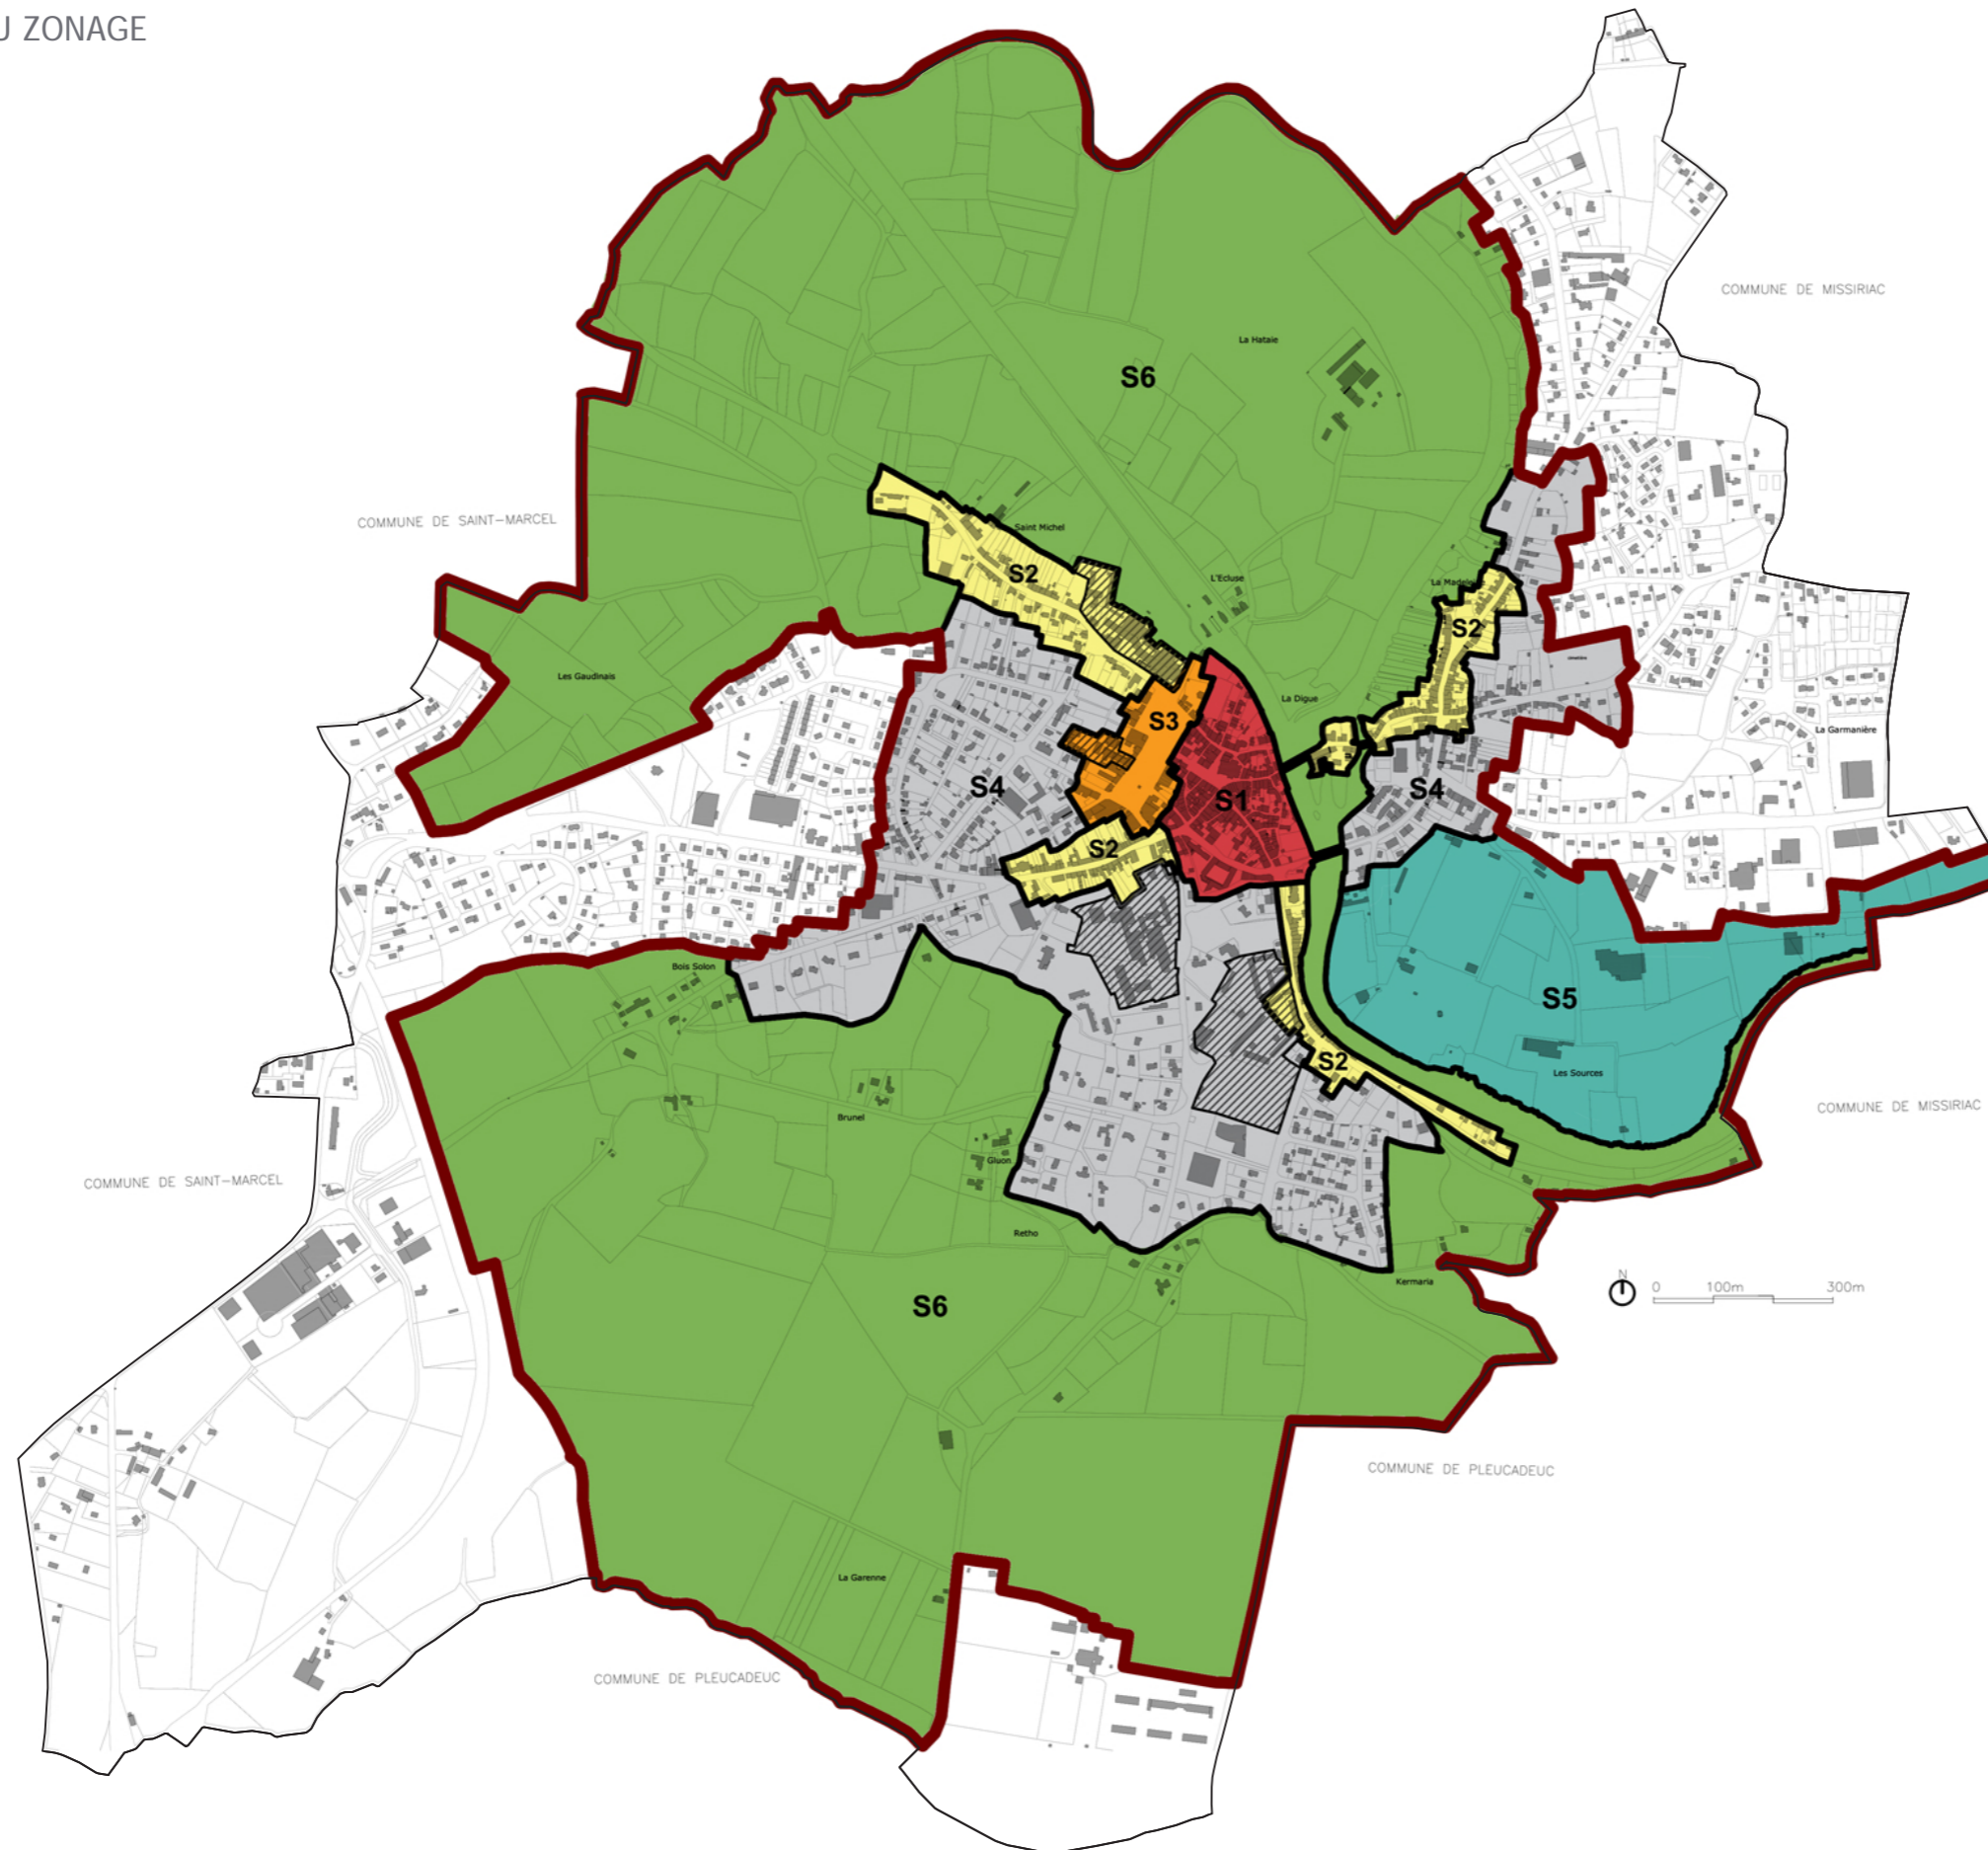 U ZONAGE
COMMUNE DE MISSIRIAC
La Hataie
S6
COMMUNE DE SAINT-MARCEL
Saint Michel
S2
L'Ecluse
La Madeleine
S2
Les Gaudinais
La Digue
S3
La Garmanière
S4
S1
S4
S2
Bois Solon
S5
S2
Les Sources
Brunel
COMMUNE DE MISSIRIAC
Gluon
COMMUNE DE SAINT-MARCEL
Retho
Kermaria
N
0 100m 300m
S6
COMMUNE DE PLEUCADEUC
La Garenne
COMMUNE DE PLEUCADEUC